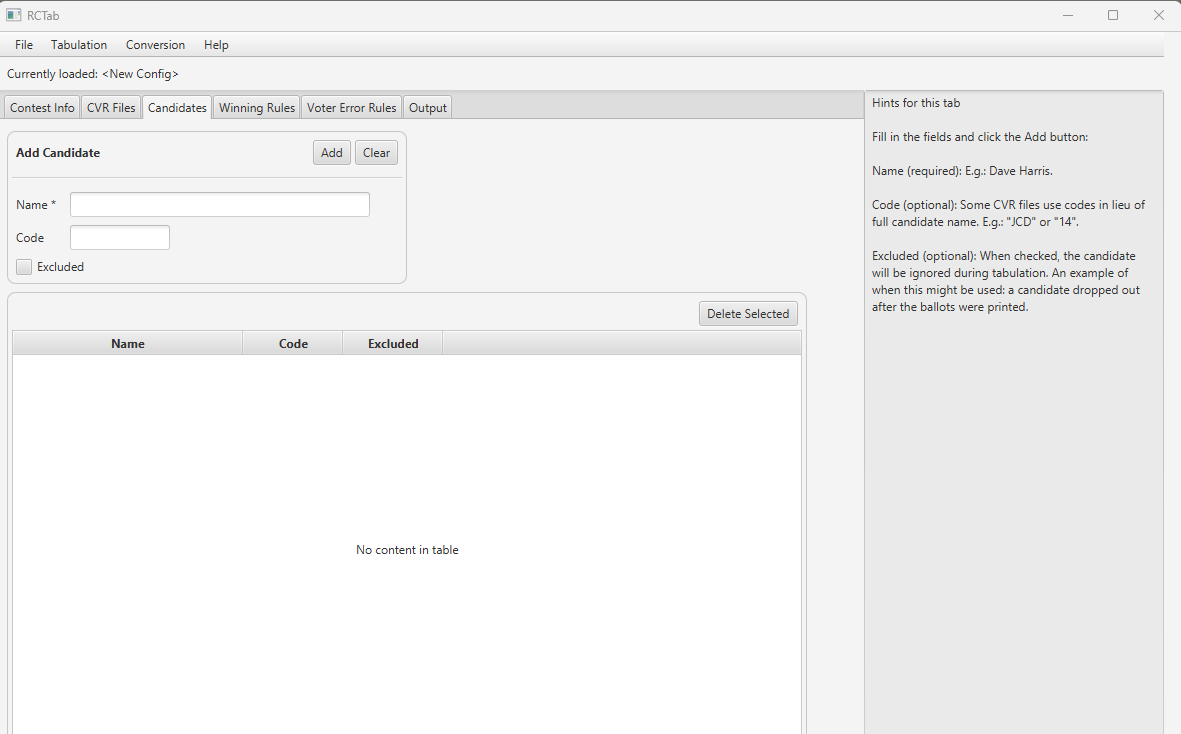 RCTab
File Tabulation Conversion Help
Currently loaded: <New Config>
Contest Info CVR Files Candidates Winning Rules Voter Error Rules Output
Add Candidate Add Clear
Name *
Code
Excluded
Delete Selected
Name Code Excluded
No content in table
Hints for this tab
Fill in the fields and click the Add button:
Name (required): E.g.: Dave Harris.
Code (optional): Some CVR files use codes in lieu of
full candidate name. E.g.: "JCD" or "14".
Excluded (optional): When checked, the candidate
will be ignored during tabulation. An example of
when this might be used: a candidate dropped out
after the ballots were printed.